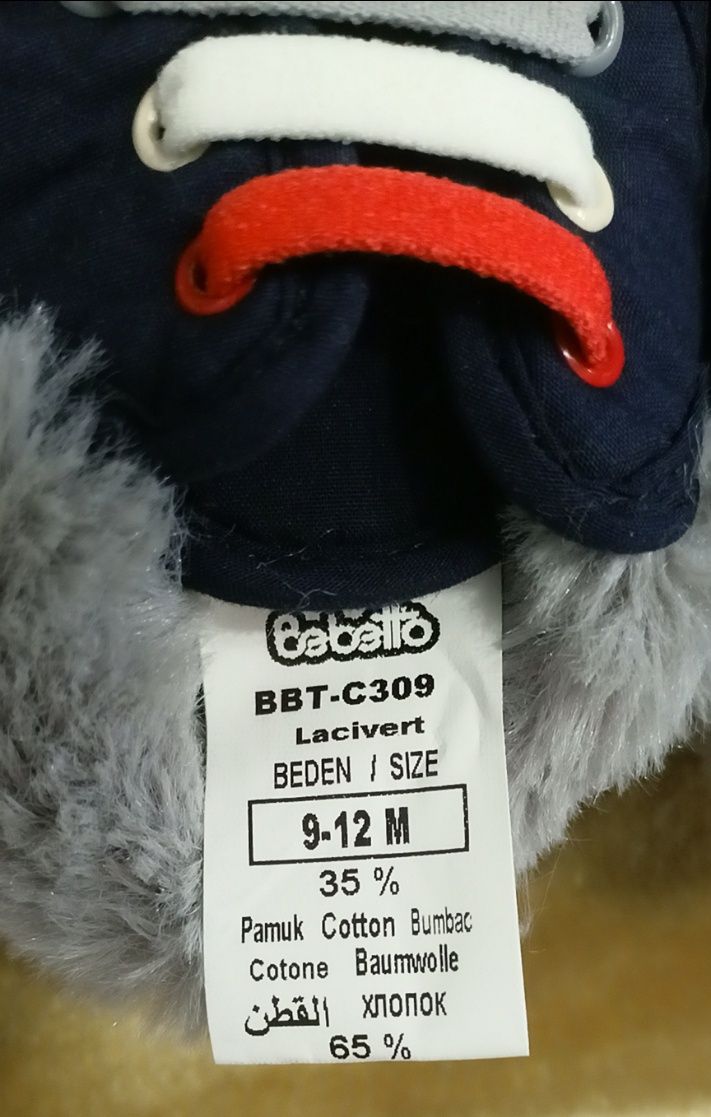 Bebetto
BBT-C309
Lacivert
BEDEN / SIZE
9-12 M
35 %
Pamuk Cotton Bumbac
Cotone Baumwolle
القطن хлопок
65 %